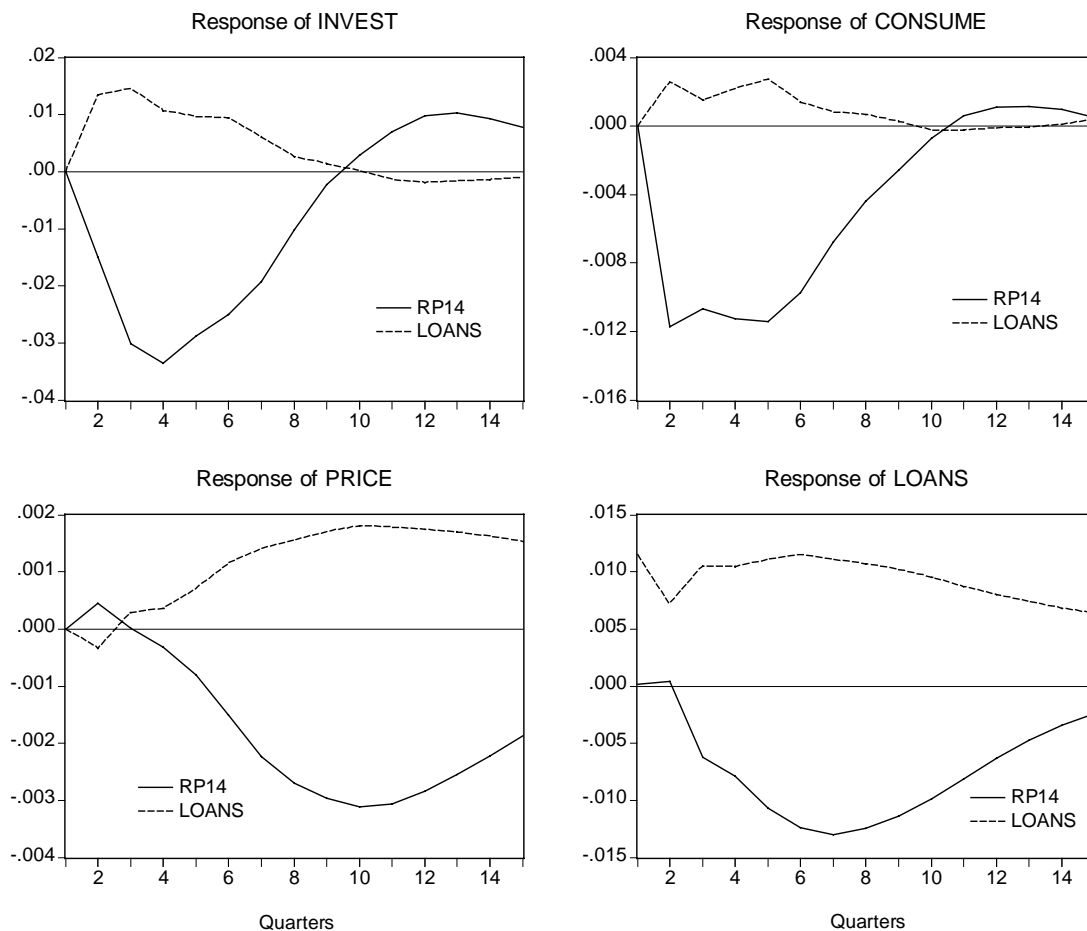 Response of INVEST
.02
.01
.00
-.01
-.02
-.03
-.04
2 4 6 8 10 12 14
RP14
LOANS
Response of CONSUME
.004
.000
-.004
-.008
-.012
-.016
2 4 6 8 10 12 14
RP14
LOANS
Response of PRICE
.002
.001
.000
-.001
-.002
-.003
-.004
2 4 6 8 10 12 14
RP14
LOANS
Quarters
Response of LOANS
.015
.010
.005
.000
-.005
-.010
-.015
2 4 6 8 10 12 14
RP14
LOANS
Quarters